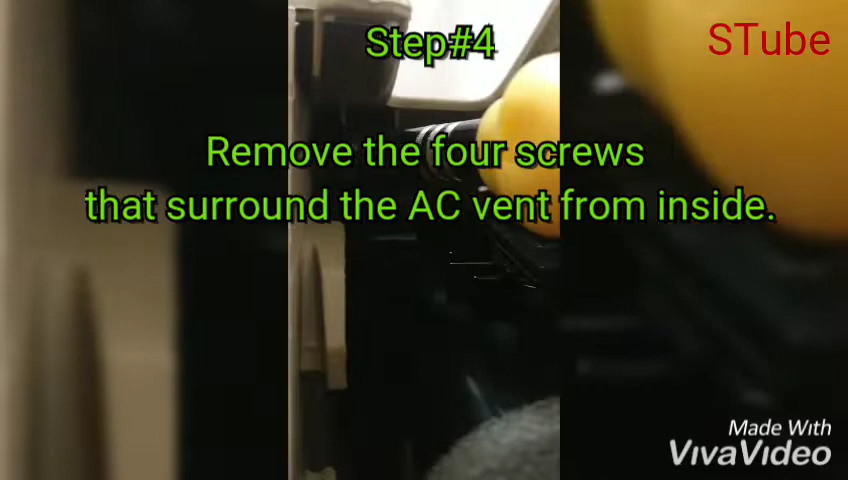 Step#4
STube
Remove the four screws
that surround the AC vent from inside.
Made With
VivaVideo